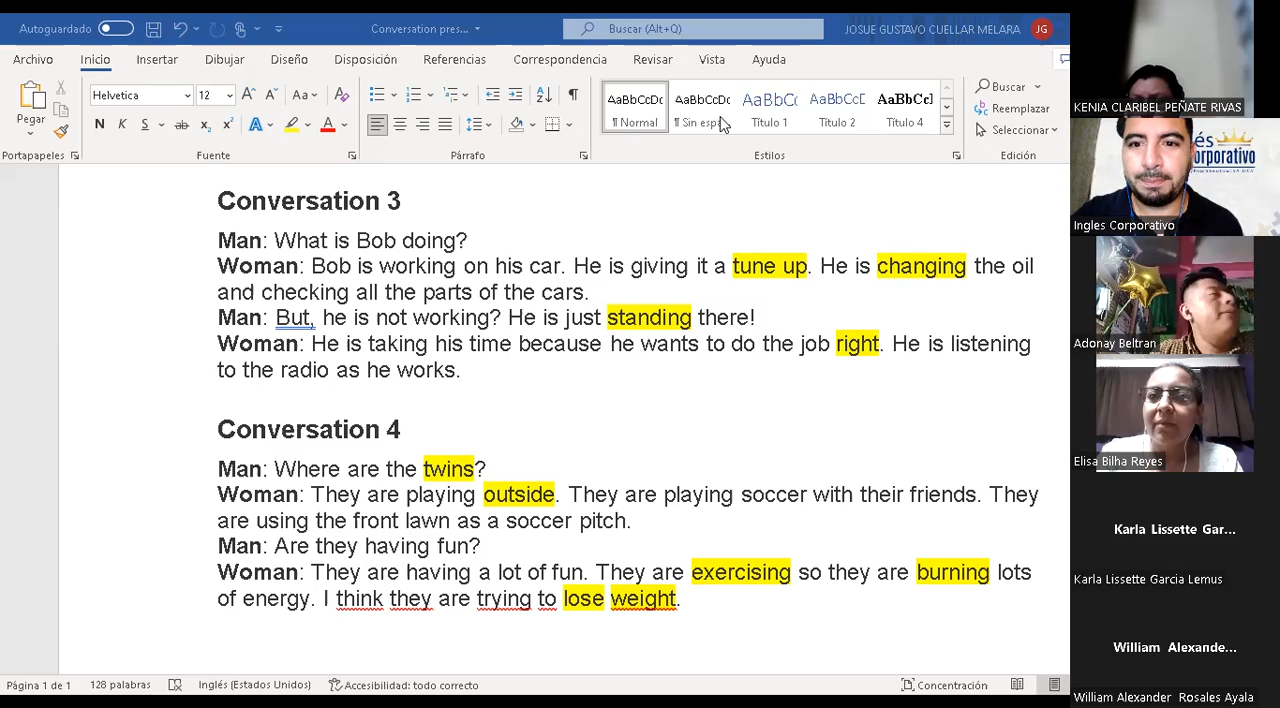 Autoguardado
Conversation pres...
Buscar (Alt+Q)
JOSUE GUSTAVO CUELLAR MELARA
JG
Archivo Inicio Insertar Dibujar Diseño Disposición Referencias Correspondencia Revisar Vista Ayuda
Pegar
Helvetica 12
N K S ab x₂ x² A A
Aa
AaBbCcDc AaBbCcDc AaBbCc AaBbCcD AaBbCcI
¶ Normal ¶ Sin espa Título 1 Título 2 Título 4
Buscar
Reemplazar
Seleccionar
Portapapeles Fuente Párrafo Estilos Edición
Conversation 3
Man: What is Bob doing?
Woman: Bob is working on his car. He is giving it a tune up. He is changing the oil
and checking all the parts of the cars.
Man: But, he is not working? He is just standing there!
Woman: He is taking his time because he wants to do the job right. He is listening
to the radio as he works.
Conversation 4
Man: Where are the twins?
Woman: They are playing outside. They are playing soccer with their friends. They
are using the front lawn as a soccer pitch.
Man: Are they having fun?
Woman: They are having a lot of fun. They are exercising so they are burning lots
of energy. I think they are trying to lose weight.
Página 1 de 1 128 palabras Inglés (Estados Unidos) Accesibilidad: todo correcto Concentración
KENIA CLARIBEL PEÑATE RIVAS
és
orporativo
Ingles Corporativo
Adonay Beltran
Elisa Bilha Reyes
Karla Lissette Gar...
Karla Lissette Garcia Lemus
William Alexande...
William Alexander Rosales Ayala